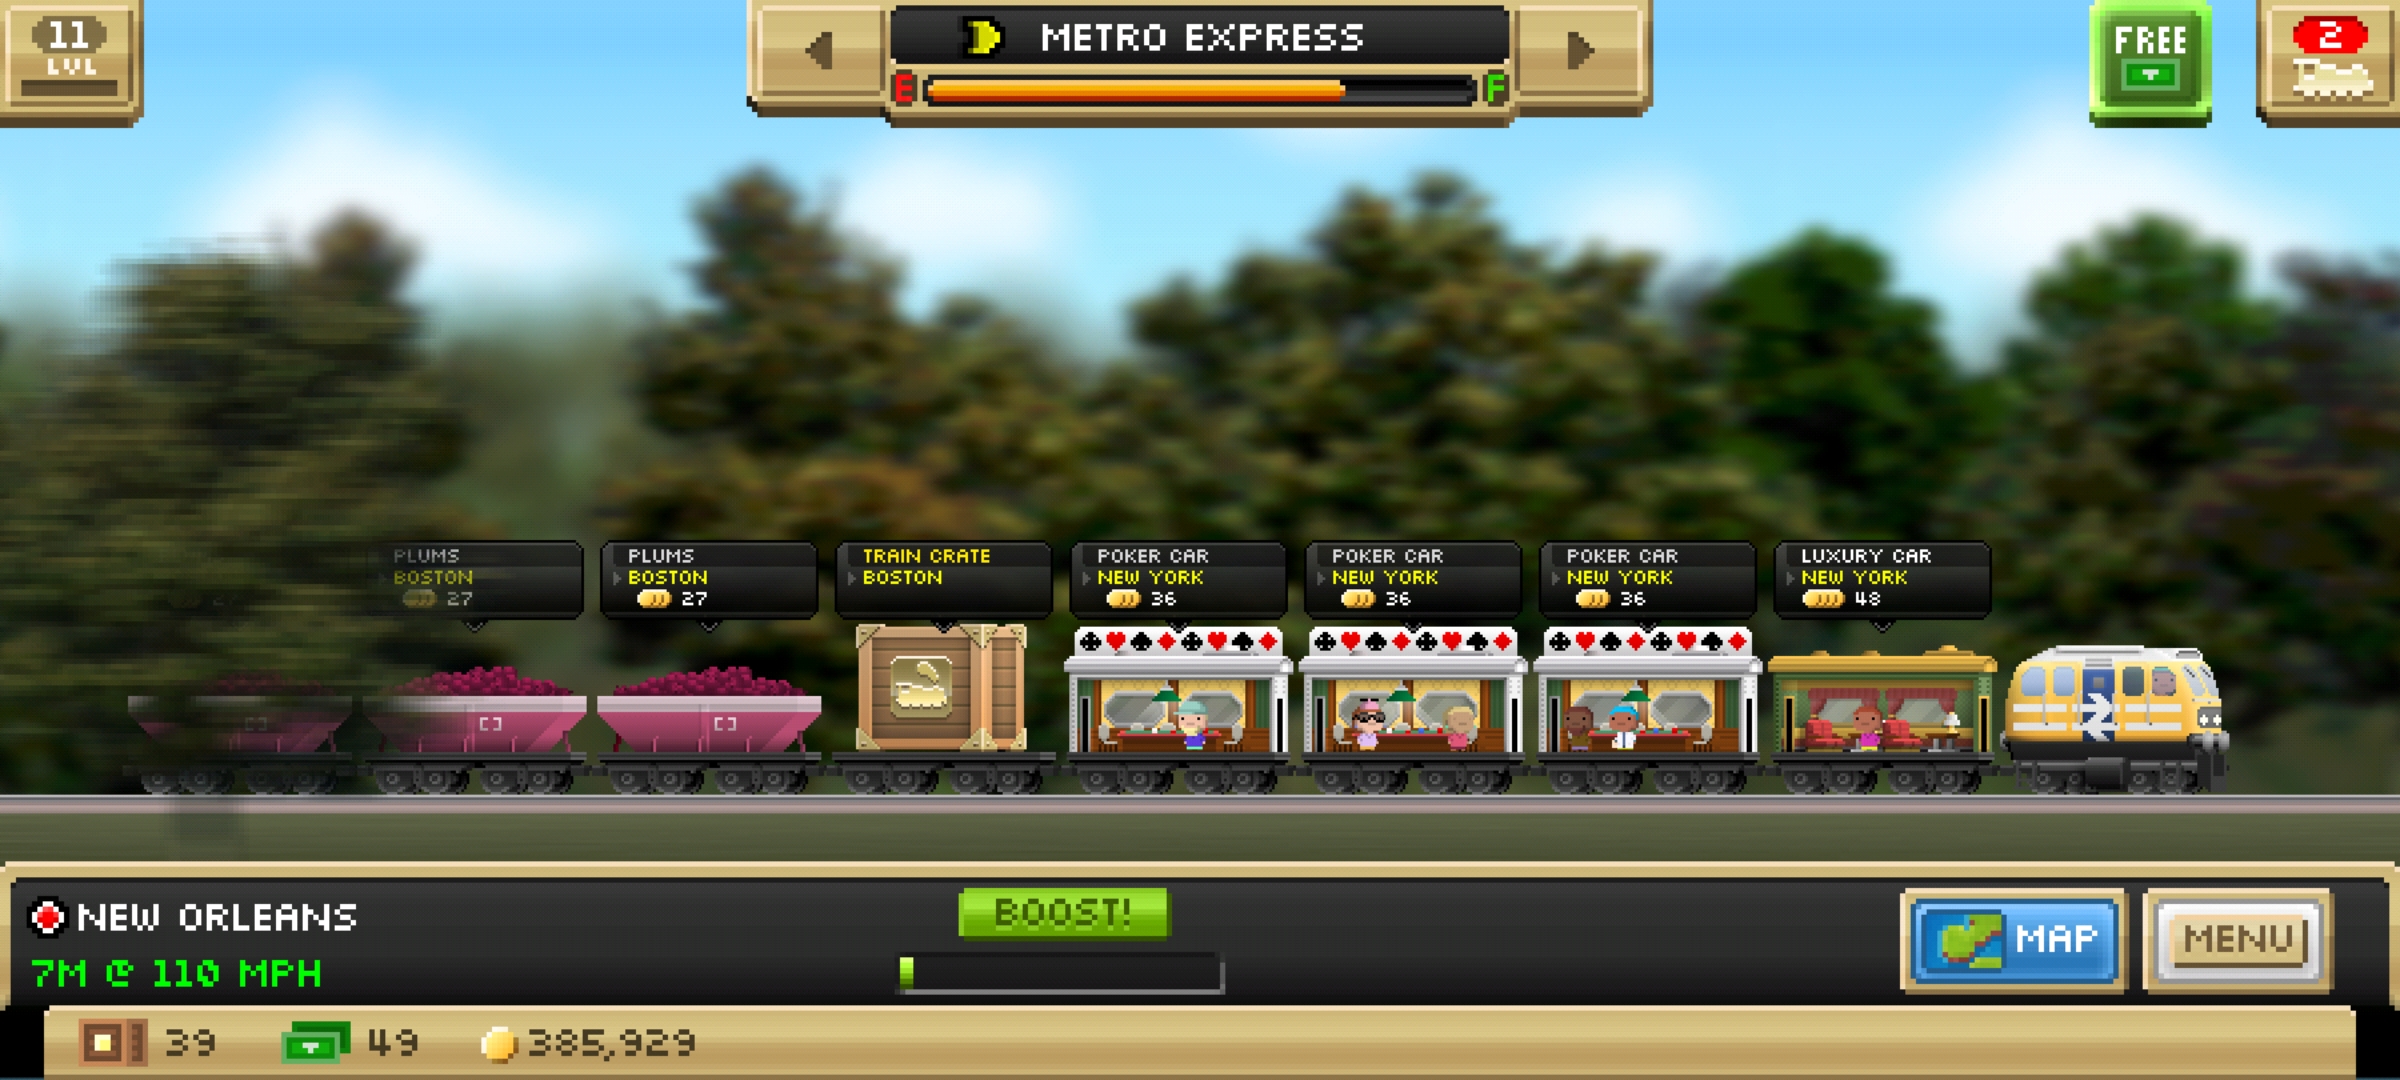 11
LVL
METRO EXPRESS
E F
FREE
2
PLUMS
BOSTON
27
PLUMS
BOSTON
27
TRAIN CRATE
BOSTON
POKER CAR
NEW YORK
36
POKER CAR
NEW YORK
36
POKER CAR
NEW YORK
36
LUXURY CAR
NEW YORK
48
NEW ORLEANS
7M @ 110 MPH
BOOST!
MAP
MENU
39
49
385,929